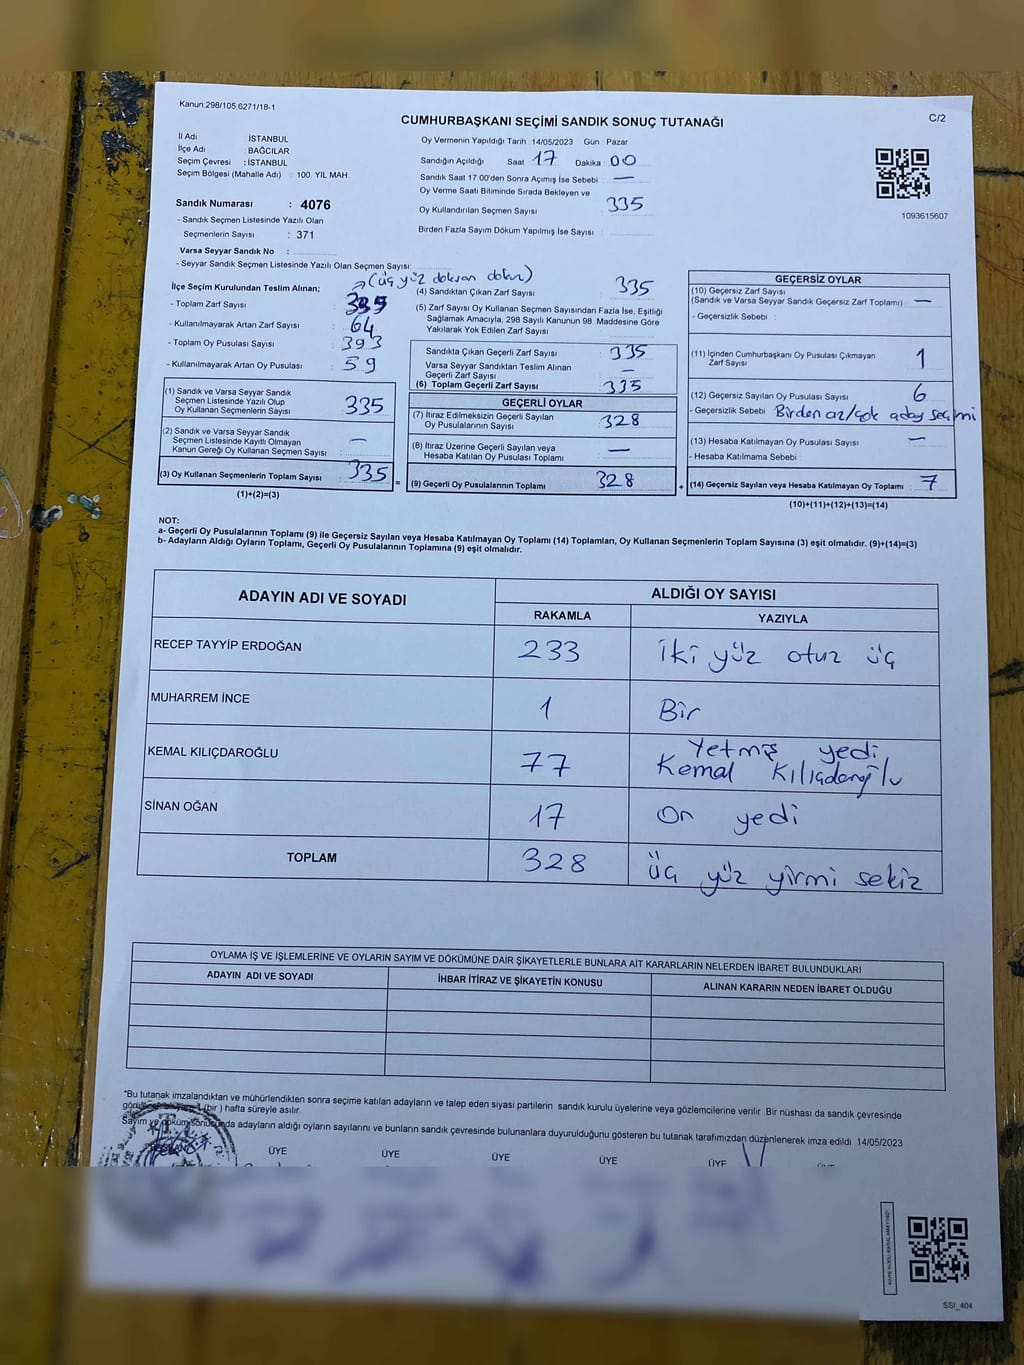 Kanun:298/105,6271/18-1
C/2
CUMHURBAŞKANI SEÇİMİ SANDIK SONUÇ TUTANAĞI
İl Adı : İSTANBUL
İlçe Adı : BAĞCILAR
Seçim Çevresi : İSTANBUL
Seçim Bölgesi (Mahalle Adı) : 100. YIL MAH.
Oy Vermenin Yapıldığı Tarih : 14/05/2023 Gün : Pazar
Sandığın Açıldığı Saat 17 Dakika : 00
Sandık Saat 17.00'den Sonra Açımış İse Sebebi : —
Oy Verme Saati Bitiminde Sırada Bekleyen ve
Oy Kullandırılan Seçmen Sayısı 335
Birden Fazla Sayım Döküm Yapılmış İse Sayısı :
1093615607
Sandık Numarası : 4076
- Sandık Seçmen Listesinde Yazılı Olan
Seçmenlerin Sayısı : 371
Varsa Seyyar Sandık No :
- Seyyar Sandık Seçmen Listesinde Yazılı Olan Seçmen Sayısı:
İlçe Seçim Kurulundan Teslim Alınan;
(üç yüz doksan dokuz)
- Toplam Zarf Sayısı :
- Kullanılmayarak Artan Zarf Sayısı : 64
- Toplam Oy Pusulası Sayısı : 393
- Kullanılmayarak Artan Oy Pusulası : 59
(1) Sandık ve Varsa Seyyar Sandık
Seçmen Listesinde Yazılı Olup
Oy Kullanan Seçmenlerin Sayısı : 335
(2) Sandık ve Varsa Seyyar Sandık
Seçmen Listesinde Kayıtlı Olmayan
Kanun Gereği Oy Kullanan Seçmen Sayısı : —
(3) Oy Kullanan Seçmenlerin Toplam Sayısı : 335 =
(1)+(2)=(3)
(4) Sandıktan Çıkan Zarf Sayısı : 335
(5) Zarf Sayısı Oy Kullanan Seçmen Sayısından Fazla İse, Eşitliği
Sağlamak Amacıyla, 298 Sayılı Kanunun 98. Maddesine Göre
Yakılarak Yok Edilen Zarf Sayısı :
Sandıkta Çıkan Geçerli Zarf Sayısı : 335
Varsa Seyyar Sandıktan Teslim Alınan
Geçerli Zarf Sayısı : —
(6) Toplam Geçerli Zarf Sayısı : 335
GEÇERLİ OYLAR
(7) İtiraz Edilmeksizin Geçerli Sayılan
Oy Pusulalarının Sayısı : 328
(8) İtiraz Üzerine Geçerli Sayılan veya
Hesaba Katılan Oy Pusulası Toplamı : —
(9) Geçerli Oy Pusulalarının Toplamı : 328 +
GEÇERSİZ OYLAR
(10) Geçersiz Zarf Sayısı
(Sandık ve Varsa Seyyar Sandık Geçersiz Zarf Toplamı) : —
- Geçersizlik Sebebi :
(11) İçinden Cumhurbaşkanı Oy Pusulası Çıkmayan
Zarf Sayısı : 1
(12) Geçersiz Sayılan Oy Pusulası Sayısı : 6
- Geçersizlik Sebebi : Birden az/çok aday seçimi
(13) Hesaba Katılmayan Oy Pusulası Sayısı : —
- Hesaba Katılmama Sebebi :
(14) Geçersiz Sayılan veya Hesaba Katılmayan Oy Toplamı : 7
(10)+(11)+(12)+(13)=(14)
NOT:
a- Geçerli Oy Pusulalarının Toplamı (9) ile Geçersiz Sayılan veya Hesaba Katılmayan Oy Toplamı (14) Toplamları, Oy Kullanan Seçmenlerin Toplam Sayısına (3) eşit olmalıdır. (9)+(14)=(3)
b- Adayların Aldığı Oyların Toplamı, Geçerli Oy Pusulalarının Toplamına (9) eşit olmalıdır.
ADAYIN ADI VE SOYADI ALDIĞI OY SAYISI
RAKAMLA YAZIYLA
RECEP TAYYİP ERDOĞAN 233 iki yüz otuz üç
MUHARREM İNCE 1 Bir
KEMAL KILIÇDAROĞLU 77 Yetmiş yedi
Kemal Kılıçdaroğlu
SİNAN OĞAN 17 On yedi
TOPLAM 328 üç yüz yirmi sekiz
OYLAMA İŞ VE İŞLEMLERİNE VE OYLARIN SAYIM VE DÖKÜMÜNE DAİR ŞİKAYETLERLE BUNLARA AİT KARARLARIN NELERDEN İBARET BULUNDUKLARI
ADAYIN ADI VE SOYADI İHBAR İTİRAZ VE ŞİKAYETİN KONUSU ALINAN KARARIN NEDEN İBARET OLDUĞU
*Bu tutanak imzalandıktan ve mühürlendikten sonra seçime katılan adayların ve talep eden siyasi partilerin sandık kurulu üyelerine veya gözlemcilerine verilir .Bir nüshası da sandık çevresinde
(bir ) hafta süreyle asılır.
Sayım ve döküm sonucunda adayların aldığı oyların sayılarını ve bunların sandık çevresinde bulunanlara duyurulduğunu gösteren bu tutanak tarafımızdan düzenlenerek imza edildi. 14/05/2023
ÜYE ÜYE ÜYE ÜYE ÜYE
SSI_404